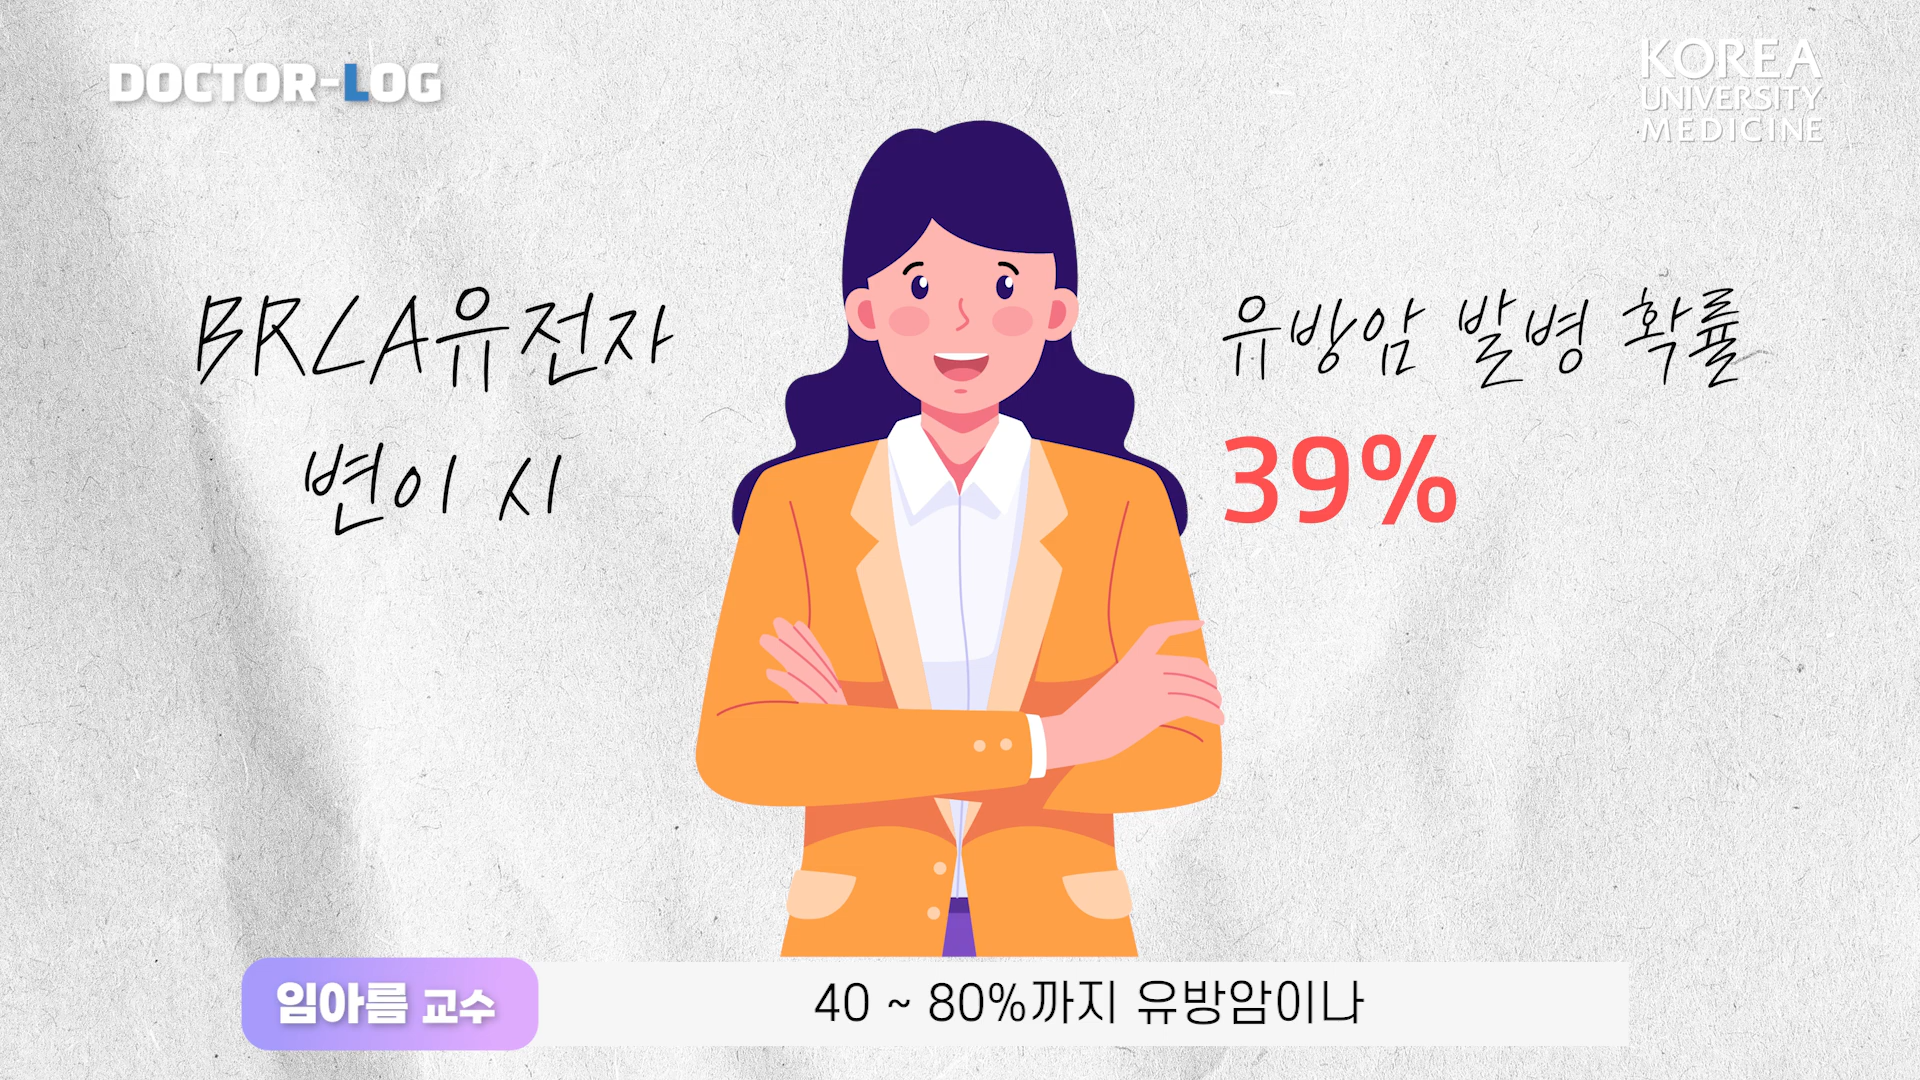 DOCTOR-LOG
KOREA
UNIVERSITY
MEDICINE
BRCA유전자
변이 시
유방암 발병 확률
39%
임아름 교수
40 ~ 80%까지 유방암이나